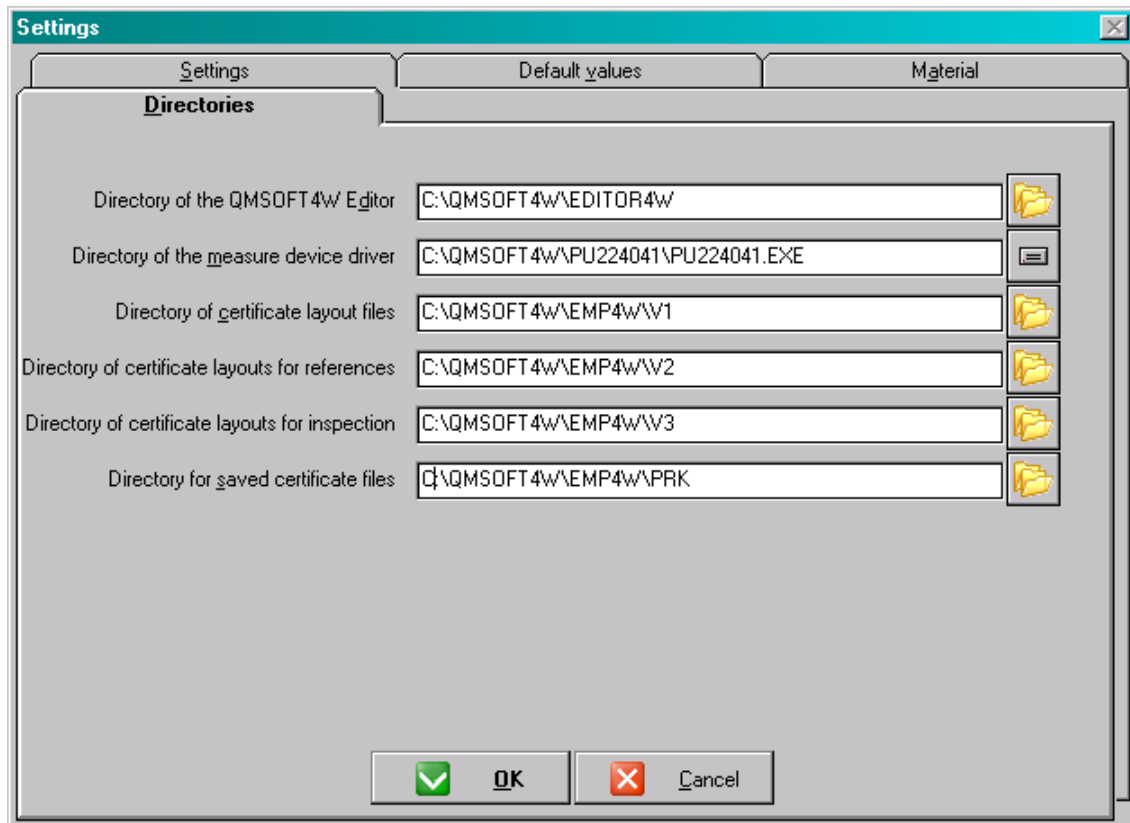 Settings
Settings Default values Material
Directories
Directory of the QMSOFT4W Editor C:\QMSOFT4W\EDITOR4W
Directory of the measure device driver C:\QMSOFT4W\PU224041\PU224041.EXE
Directory of certificate layout files C:\QMSOFT4W\EMP4W\V1
Directory of certificate layouts for references C:\QMSOFT4W\EMP4W\V2
Directory of certificate layouts for inspection C:\QMSOFT4W\EMP4W\V3
Directory for saved certificate files C:\QMSOFT4W\EMP4W\PRK
OK Cancel